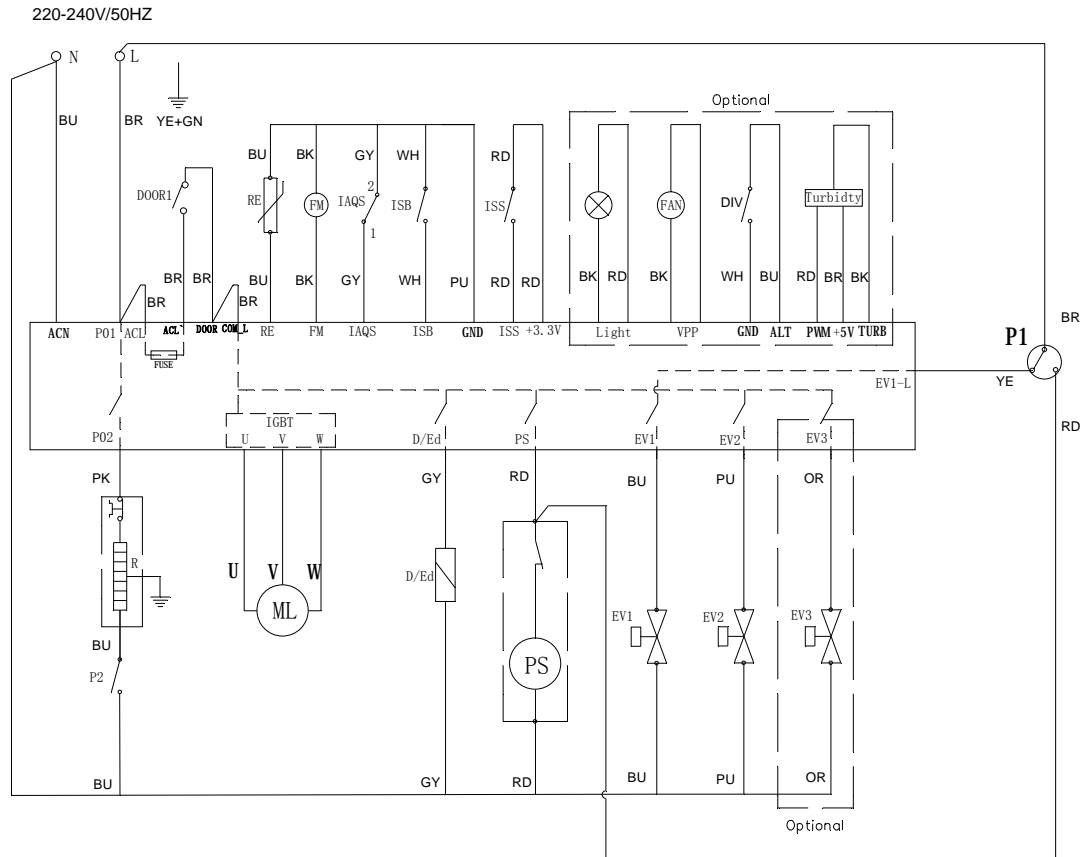 220-240V/50HZ
N L
Optional
BU BR YE+GN
BU BK GY WH RD
DOOR1 RE FM IAQS 2 1 ISB ISS DIV FAN Turbidty
BR BR BR BR BU BK GY WH PU RD RD BK RD BK WH BU RD BR BK
ACN P01 ACL ACL` DOOR COM_L RE FM IAQS ISB GND ISS +3.3V Light VPP GND ALT PWM +5V TURB
FUSE
BR
P1
YE
EV1-L
RD
IGBT
P02 U V W D/Ed PS EV1 EV2 EV3
PK GY RD BU PU OR
R
U V W
D/Ed
ML
EV1 EV2 EV3
BU
PS
P2
BU GY RD BU PU OR
Optional